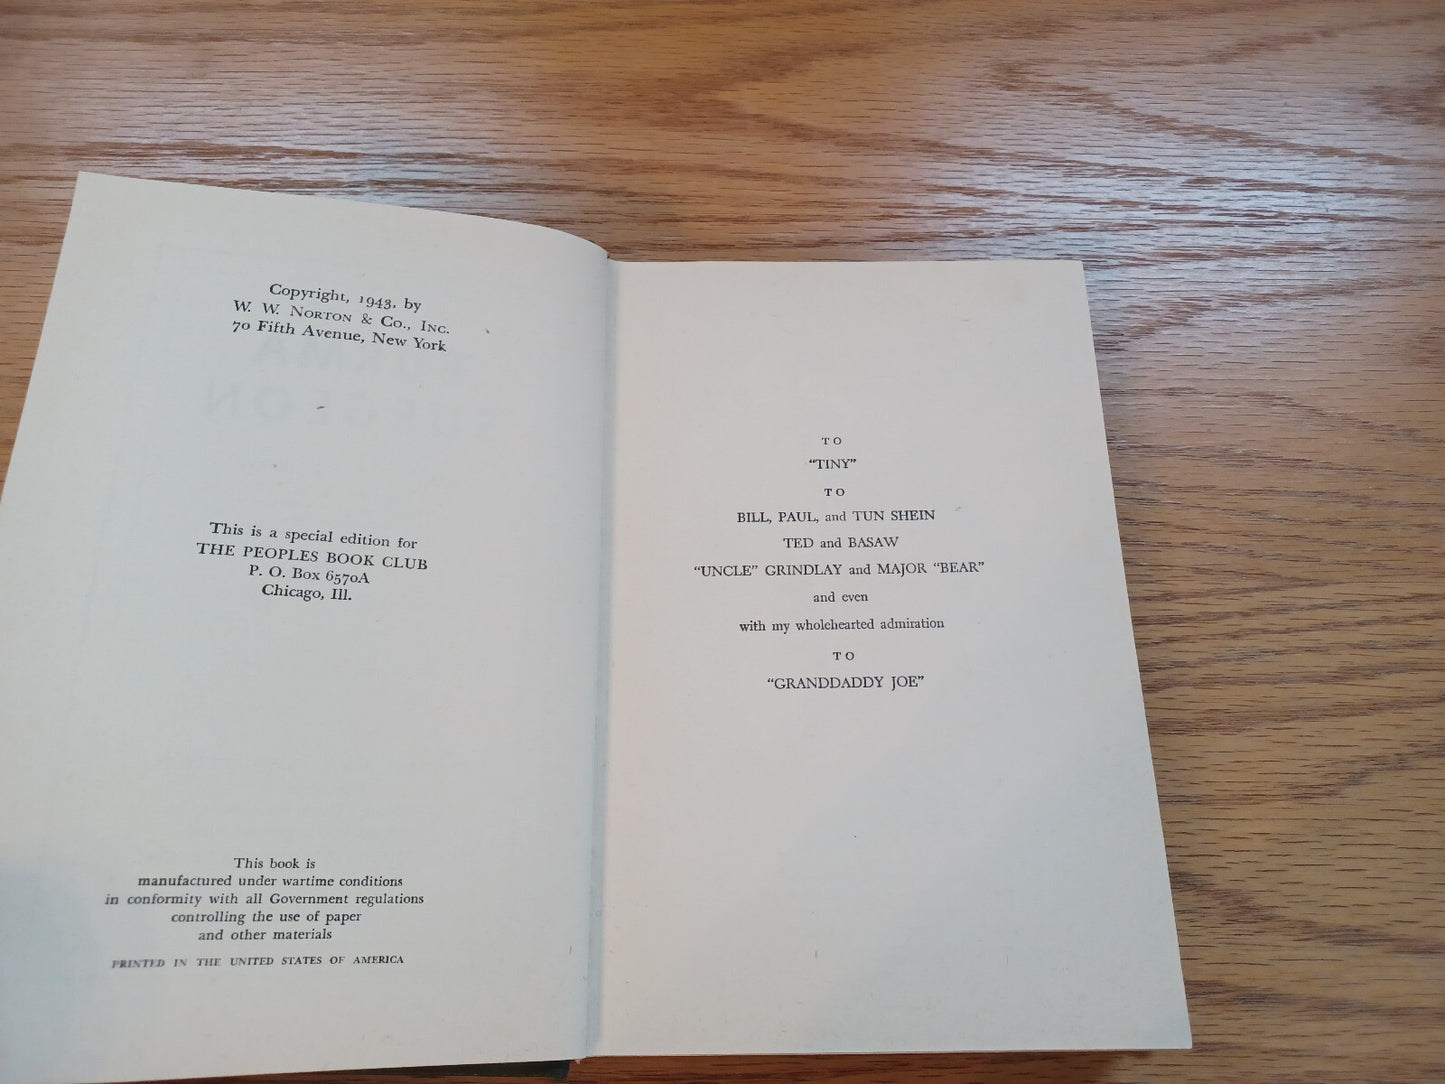 Copyright, 1943, by
W. W. NORTON & CO., INC.
70 Fifth Avenue, New York
This is a special edition for
THE PEOPLES BOOK CLUB
P. O. Box 6570A
Chicago, Ill.
This book is
manufactured under wartime conditions
in conformity with all Government regulations
controlling the use of paper
and other materials
PRINTED IN THE UNITED STATES OF AMERICA
TO
“TINY”
TO
BILL, PAUL, and TUN SHEIN
TED and BASAW
“UNCLE” GRINDLAY and MAJOR “BEAR”
and even
with my wholehearted admiration
TO
“GRANDDADDY JOE”